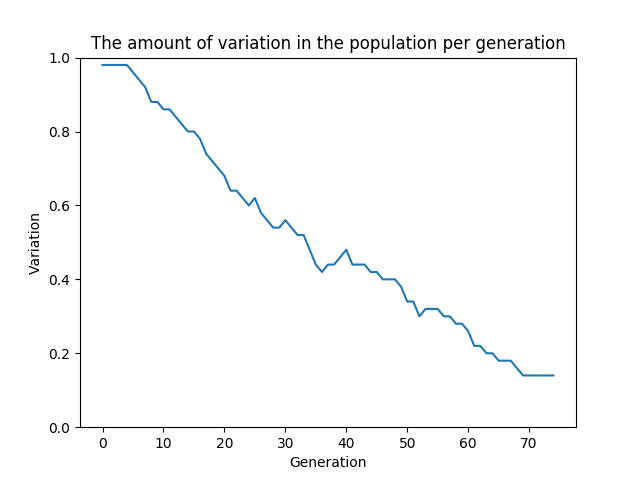 The amount of variation in the population per generation
1.0
0.8
0.6
0.4
0.2
0.0
Variation
0 10 20 30 40 50 60 70
Generation